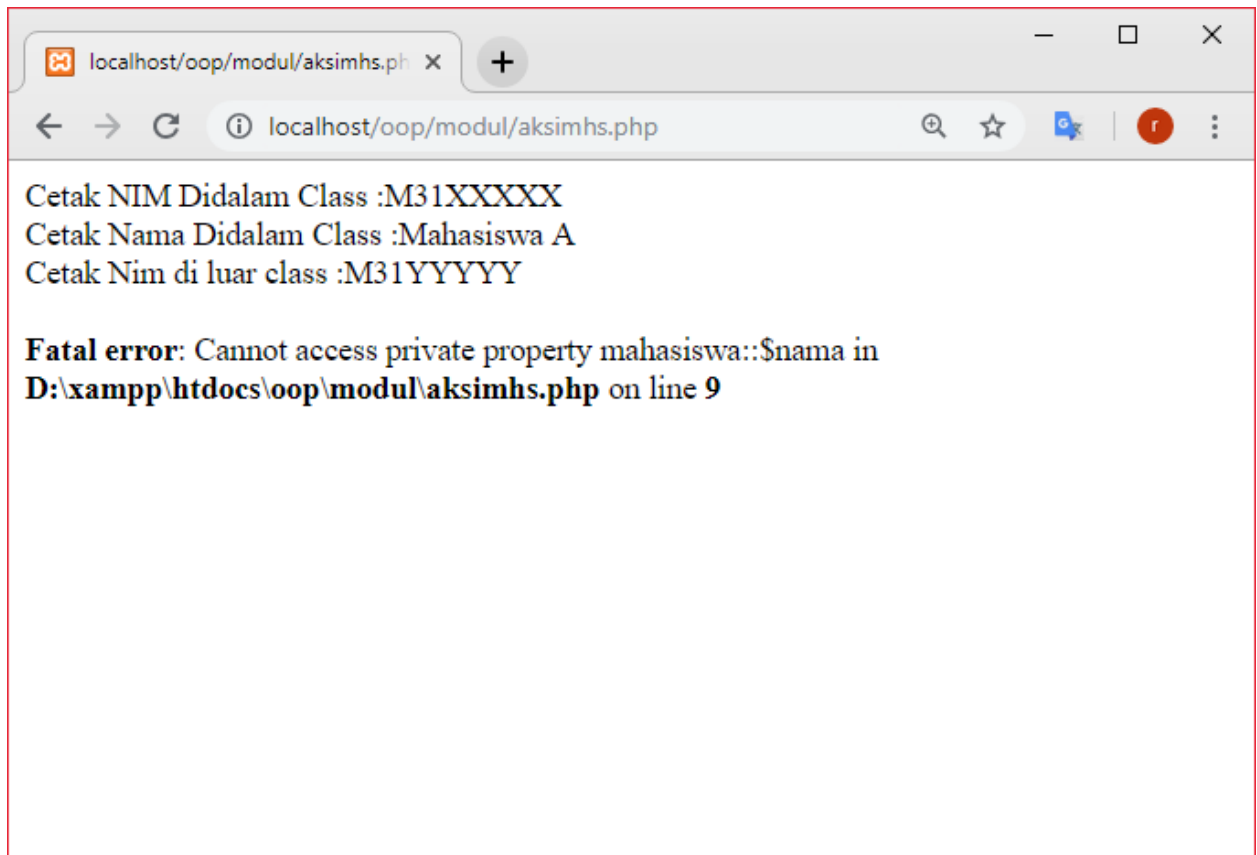 localhost/oop/modul/aksimhs.ph
localhost/oop/modul/aksimhs.php
r
Cetak NIM Didalam Class :M31XXXXX
Cetak Nama Didalam Class :Mahasiswa A
Cetak Nim di luar class :M31YYYYY
Fatal error: Cannot access private property mahasiswa::$nama in
D:\xampp\htdocs\oop\modul\aksimhs.php on line 9